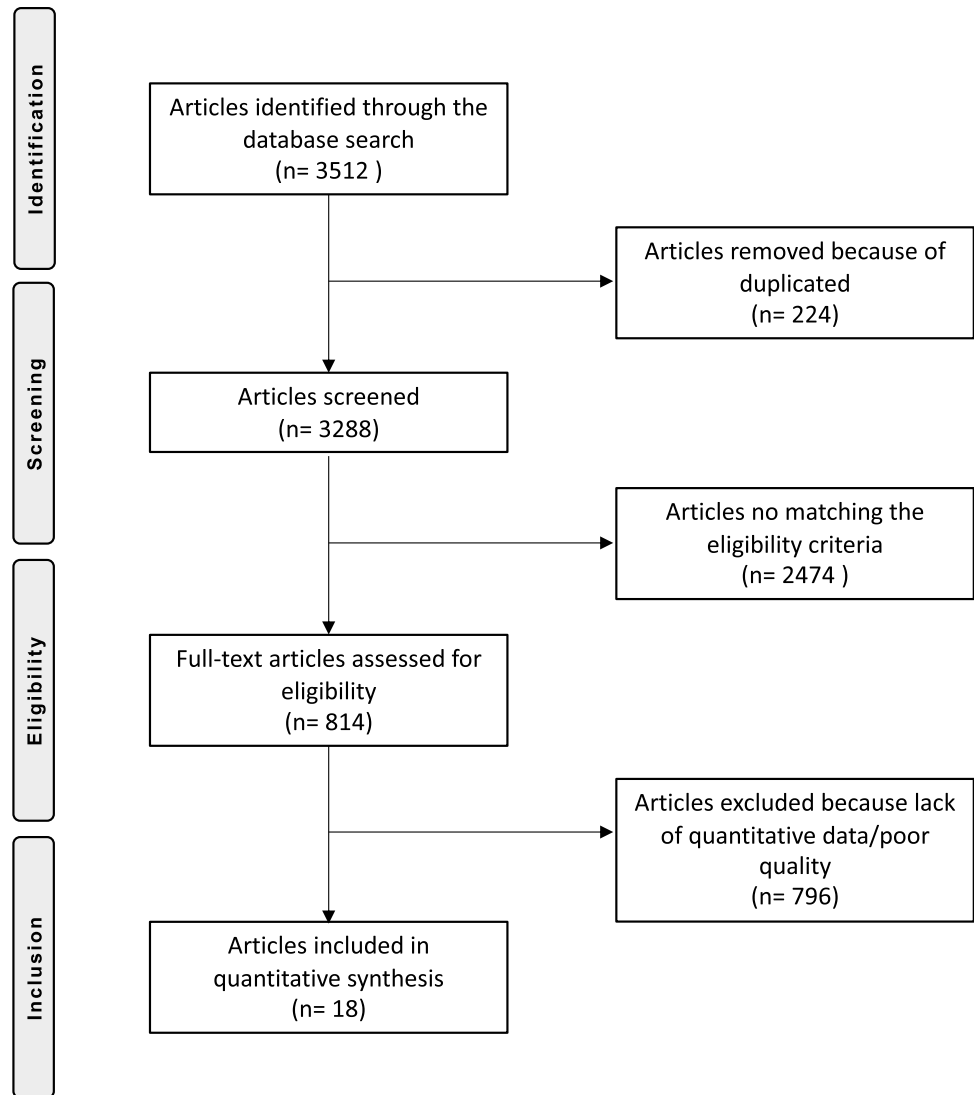 Identification
Articles identified through the
database search
(n= 3512 )
Articles removed because of
duplicated
(n= 224)
Screening
Articles screened
(n= 3288)
Articles no matching the
eligibility criteria
(n= 2474 )
Eligibility
Full-text articles assessed for
eligibility
(n= 814)
Articles excluded because lack
of quantitative data/poor
quality
(n= 796)
Inclusion
Articles included in
quantitative synthesis
(n= 18)